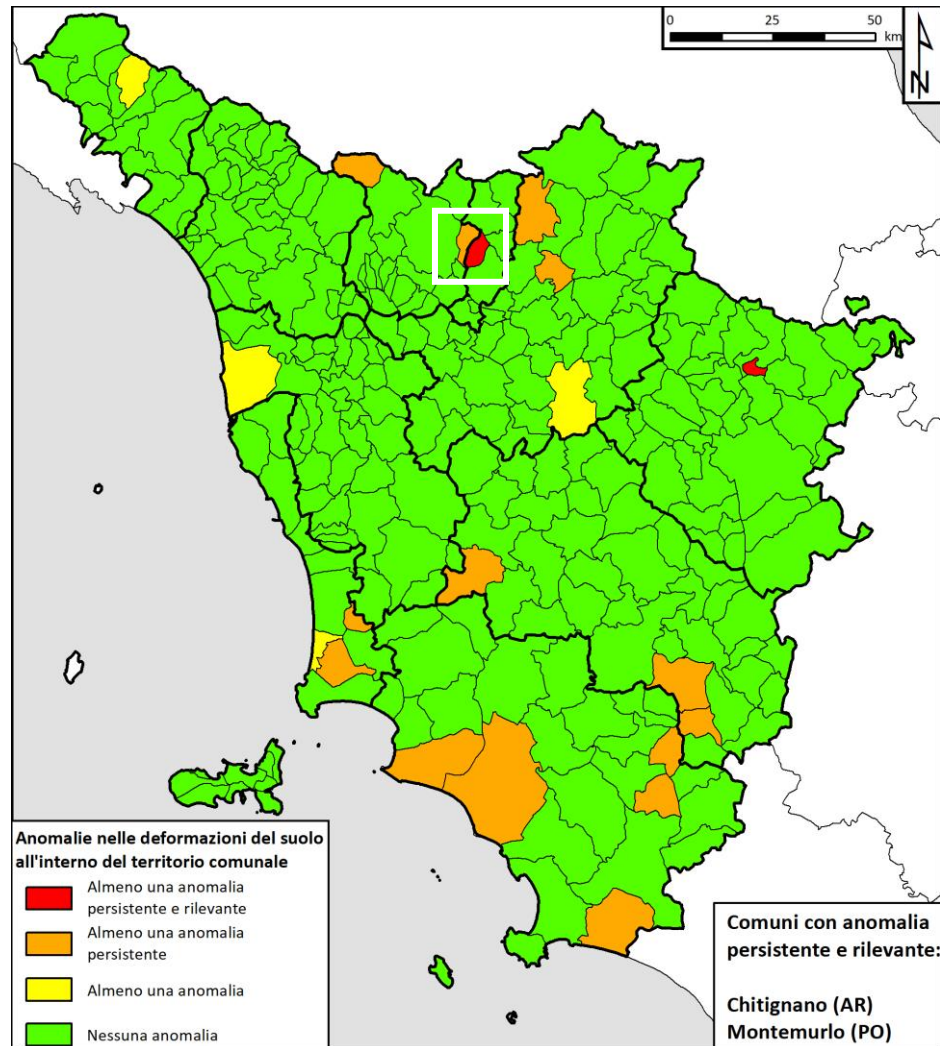 0 25 50
km
N
Anomalie nelle deformazioni del suolo
all'interno del territorio comunale
Almeno una anomalia
persistente e rilevante
Almeno una anomalia
persistente
Almeno una anomalia
Nessuna anomalia
Comuni con anomalia
persistente e rilevante:
Chitignano (AR)
Montemurlo (PO)